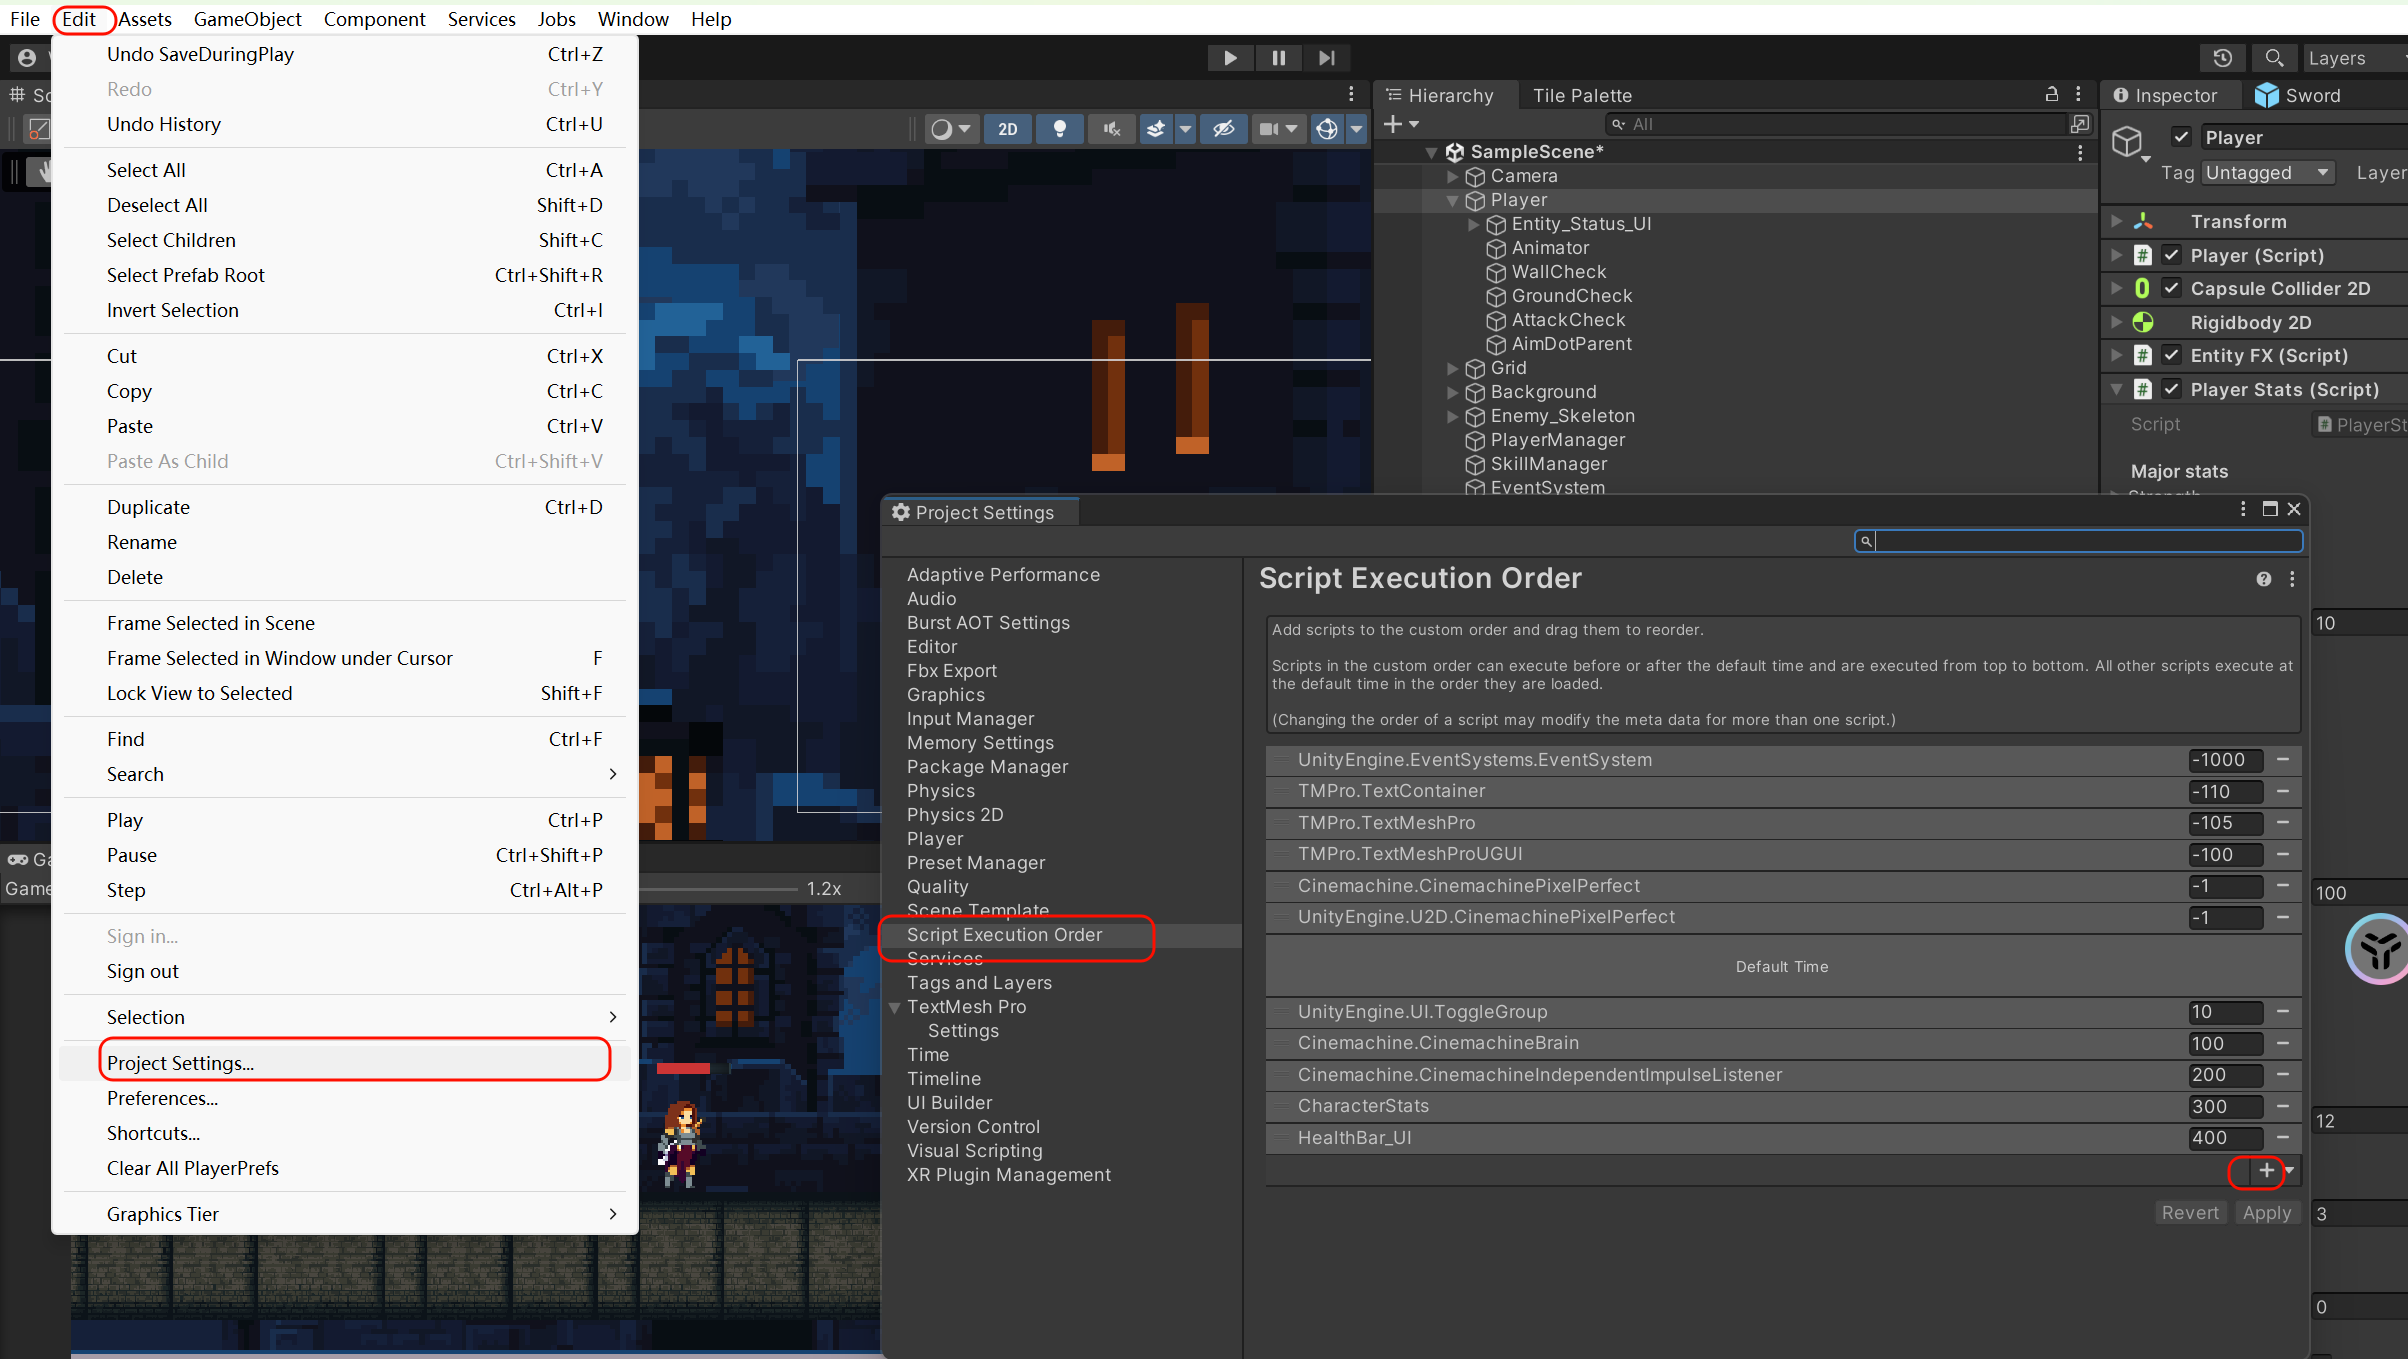 File Edit Assets GameObject Component Services Jobs Window Help
Undo SaveDuringPlay Ctrl+Z
Redo Ctrl+Y
Undo History Ctrl+U
Select All Ctrl+A
Deselect All Shift+D
Select Children Shift+C
Select Prefab Root Ctrl+Shift+R
Invert Selection Ctrl+I
Cut Ctrl+X
Copy Ctrl+C
Paste Ctrl+V
Paste As Child Ctrl+Shift+V
Duplicate Ctrl+D
Rename
Delete
Frame Selected in Scene
Frame Selected in Window under Cursor F
Lock View to Selected Shift+F
Find Ctrl+F
Search
Play Ctrl+P
Pause Ctrl+Shift+P
Step Ctrl+Alt+P
Sign in...
Sign out
Selection
Project Settings...
Preferences...
Shortcuts...
Clear All PlayerPrefs
Graphics Tier
2D
Game
1.2x
Hierarchy Tile Palette
All
SampleScene*
Camera
Player
Entity_Status_UI
Animator
WallCheck
GroundCheck
AttackCheck
AimDotParent
Grid
Background
Enemy_Skeleton
PlayerManager
SkillManager
EventSystem
Layers
Inspector Sword
Player
Tag Untagged Layer
Transform
Player (Script)
Capsule Collider 2D
Rigidbody 2D
Entity FX (Script)
Player Stats (Script)
Script PlayerSt
Major stats
10
100
12
3
0
Project Settings
Adaptive Performance
Audio
Burst AOT Settings
Editor
Fbx Export
Graphics
Input Manager
Memory Settings
Package Manager
Physics
Physics 2D
Player
Preset Manager
Quality
Scene Template
Script Execution Order
Services
Tags and Layers
TextMesh Pro
Settings
Time
Timeline
UI Builder
Version Control
Visual Scripting
XR Plugin Management
Script Execution Order
Add scripts to the custom order and drag them to reorder.
Scripts in the custom order can execute before or after the default time and are executed from top to bottom. All other scripts execute at
the default time in the order they are loaded.
(Changing the order of a script may modify the meta data for more than one script.)
UnityEngine.EventSystems.EventSystem -1000
TMPro.TextContainer -110
TMPro.TextMeshPro -105
TMPro.TextMeshProUGUI -100
Cinemachine.CinemachinePixelPerfect -1
UnityEngine.U2D.CinemachinePixelPerfect -1
Default Time
UnityEngine.UI.ToggleGroup 10
Cinemachine.CinemachineBrain 100
Cinemachine.CinemachineIndependentImpulseListener 200
CharacterStats 300
HealthBar_UI 400
Revert Apply